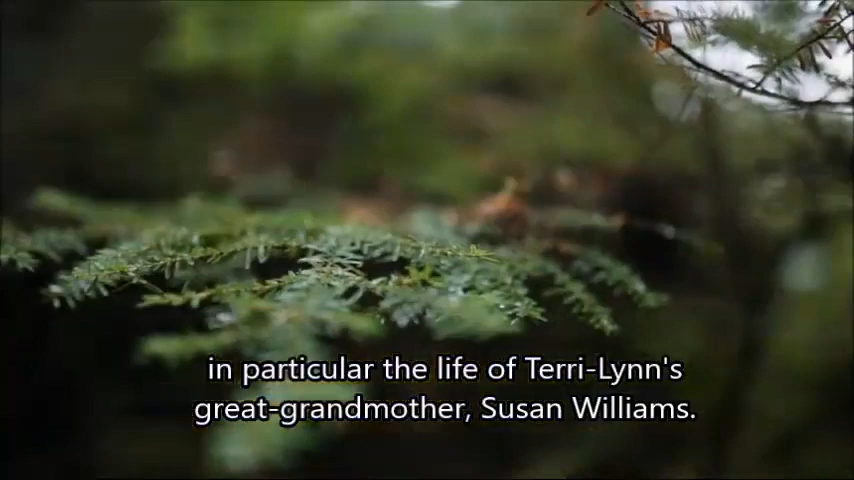 in particular the life of Terri-Lynn's
great-grandmother, Susan Williams.